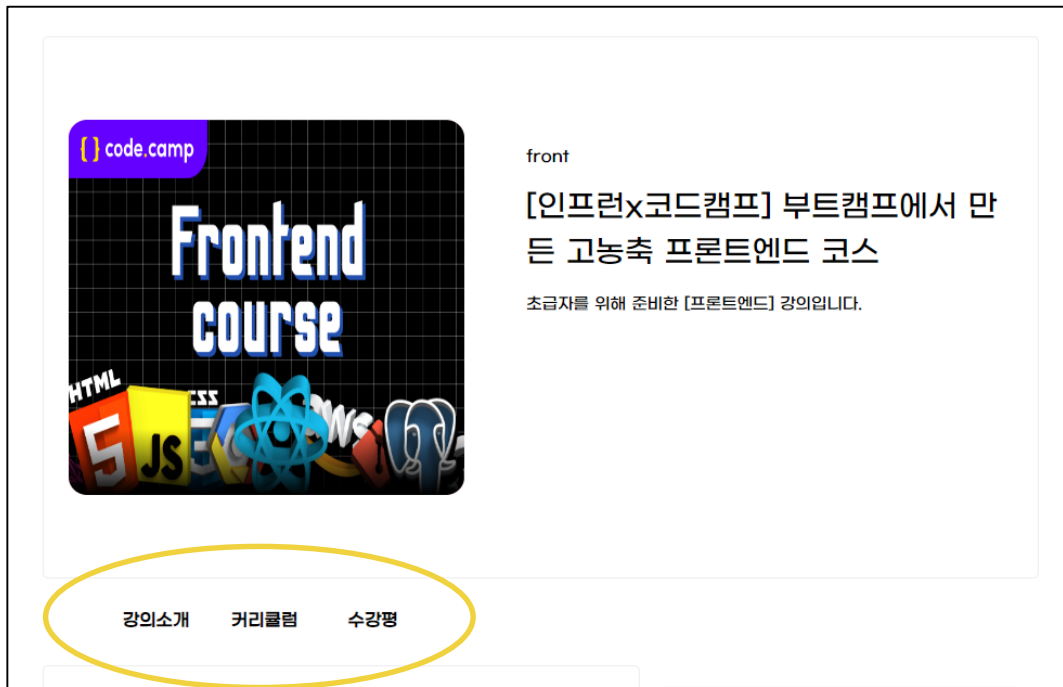 { } code.camp
Frontend
course
HTML
5
JS
CSS
front
[인프런x코드캠프] 부트캠프에서 만
든 고농축 프론트엔드 코스
초급자를 위해 준비한 [프론트엔드] 강의입니다.
강의소개 커리큘럼 수강평